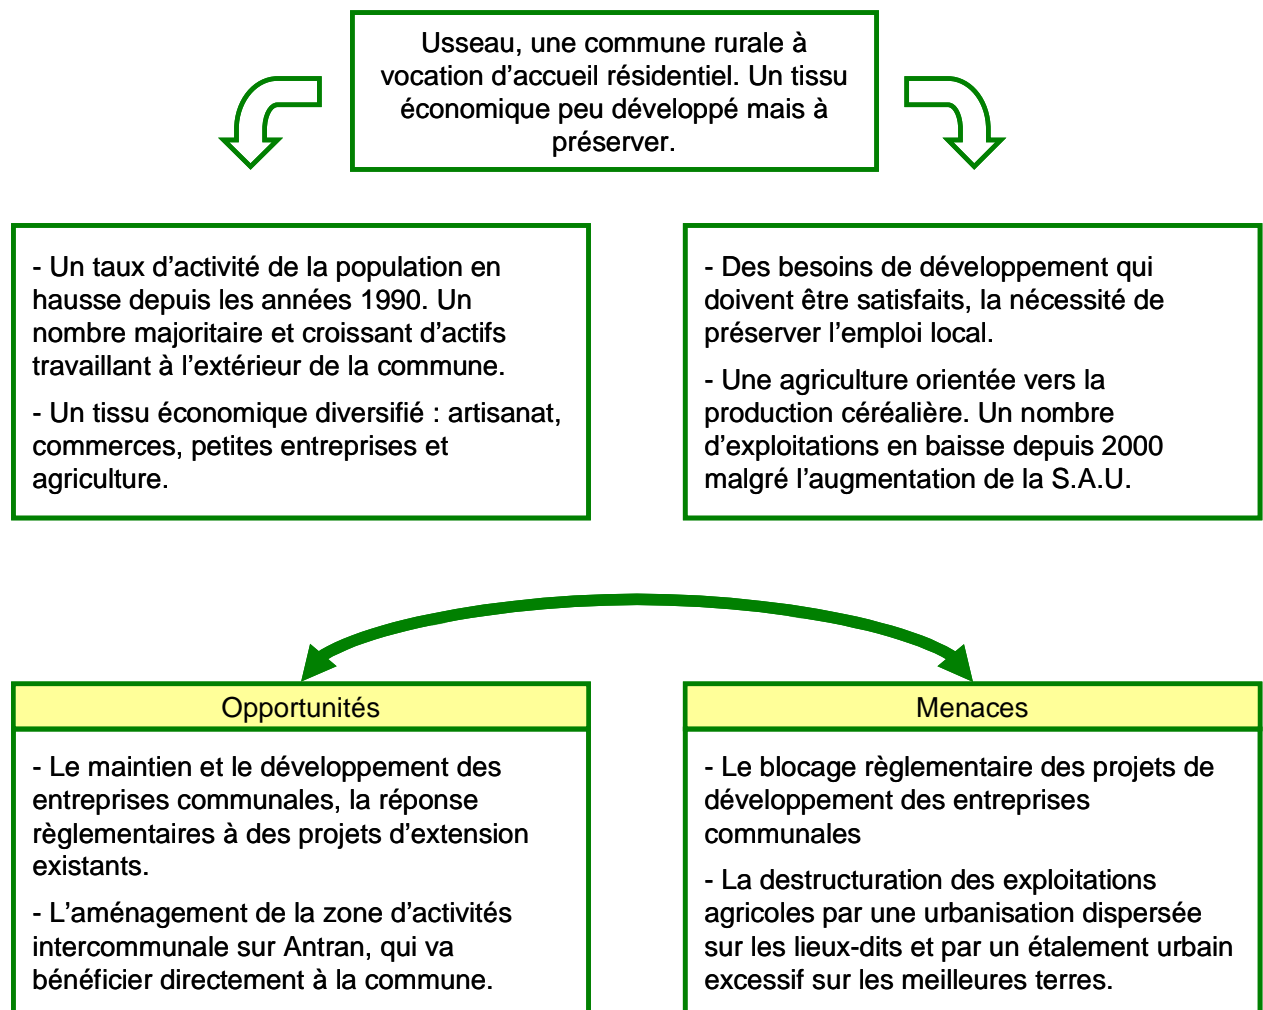 Usseau, une commune rurale à
vocation d'accueil résidentiel. Un tissu
économique peu développé mais à
préserver.
- Un taux d'activité de la population en
hausse depuis les années 1990. Un
nombre majoritaire et croissant d'actifs
travaillant à l'extérieur de la commune.
- Un tissu économique diversifié : artisanat,
commerces, petites entreprises et
agriculture.
- Des besoins de développement qui
doivent être satisfaits, la nécessité de
préserver l'emploi local.
- Une agriculture orientée vers la
production céréalière. Un nombre
d'exploitations en baisse depuis 2000
malgré l'augmentation de la S.A.U.
Opportunités
- Le maintien et le développement des
entreprises communales, la réponse
règlementaires à des projets d'extension
existants.
- L'aménagement de la zone d'activités
intercommunale sur Antran, qui va
bénéficier directement à la commune.
Menaces
- Le blocage règlementaire des projets de
développement des entreprises
communales
- La destructuration des exploitations
agricoles par une urbanisation dispersée
sur les lieux-dits et par un étalement urbain
excessif sur les meilleures terres.